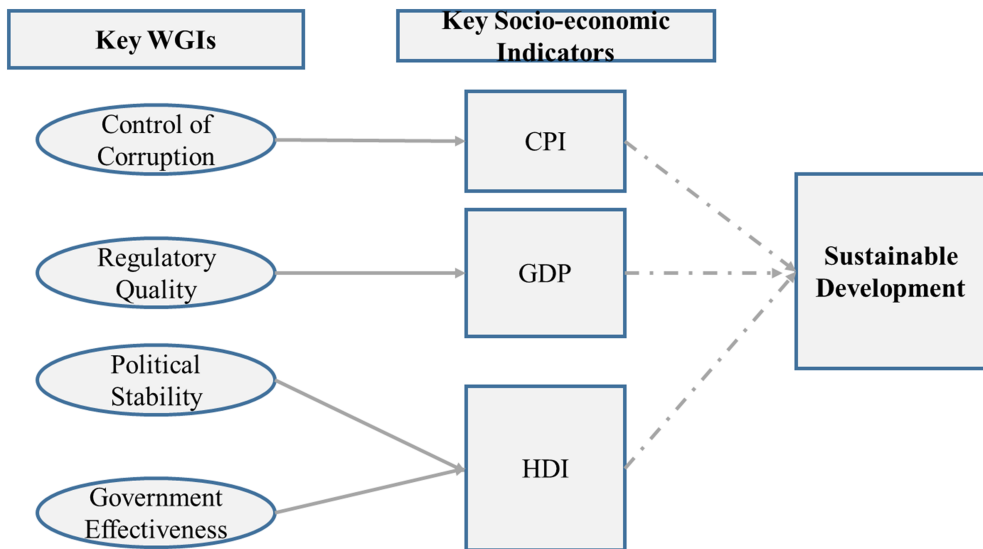 Key WGIs
Key Socio-economic
Indicators
Control of
Corruption
CPI
Regulatory
Quality
GDP
Sustainable
Development
Political
Stability
HDI
Government
Effectiveness